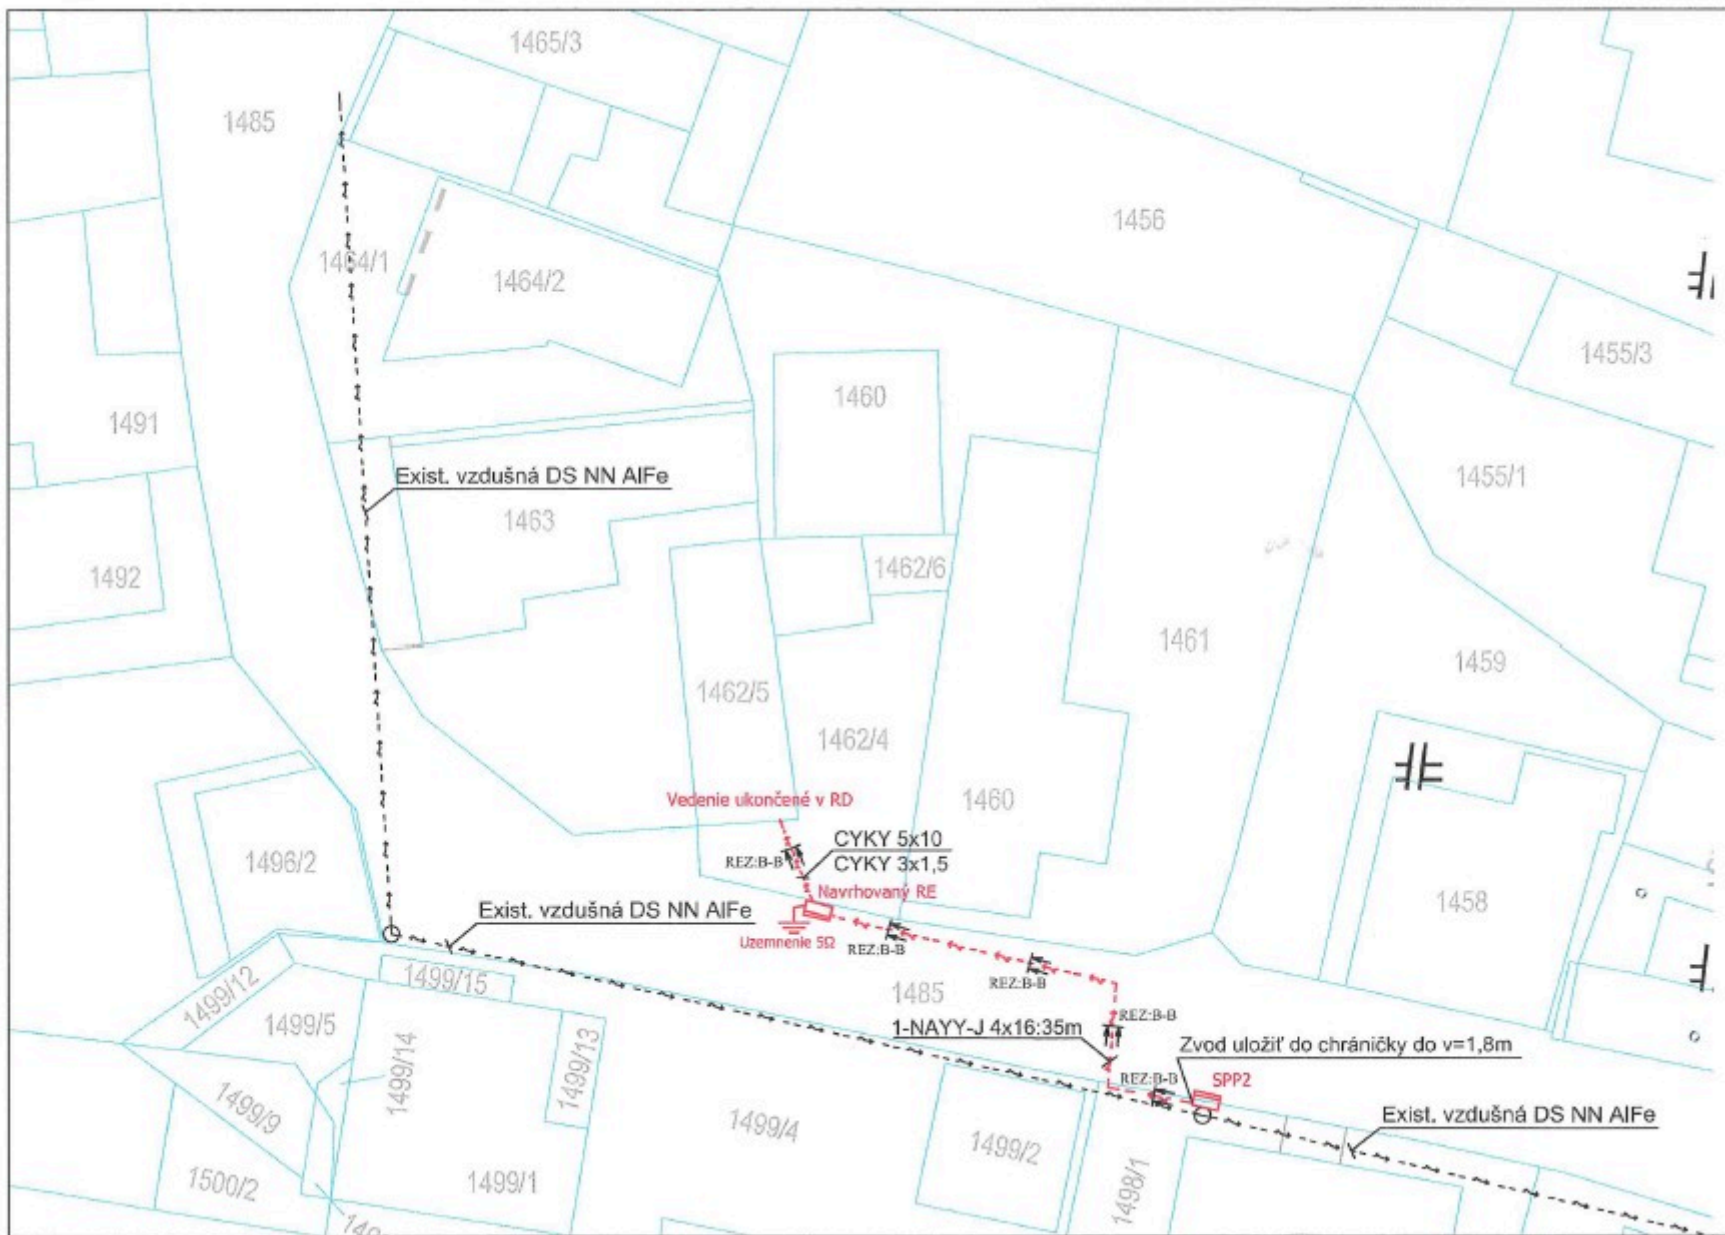 1465/3
1485
1456
1464/1
1464/2
1455/3
1460
1491
1455/1
Exist. vzdušná DS NN AlFe
1463
1492
1462/6
1461
1459
1462/5
1462/4
Vedenie ukončené v RD
1460
CYKY 5x10
CYKY 3x1,5
REZ:B-B
1496/2
Navrhovaný RE
1458
Exist. vzdušná DS NN AlFe
Uzemnenie 5Ω
REZ:B-B
1499/12
1499/15
REZ:B-B
1485
1499/5
1499/14
1499/13
1-NAYY-J 4x16:35m
REZ:B-B
Zvod uložiť do chráničky do v=1,8m
REZ:B-B
SPP2
1499/9
1499/4
Exist. vzdušná DS NN AlFe
1499/2
1500/2
1499/1
1498/1